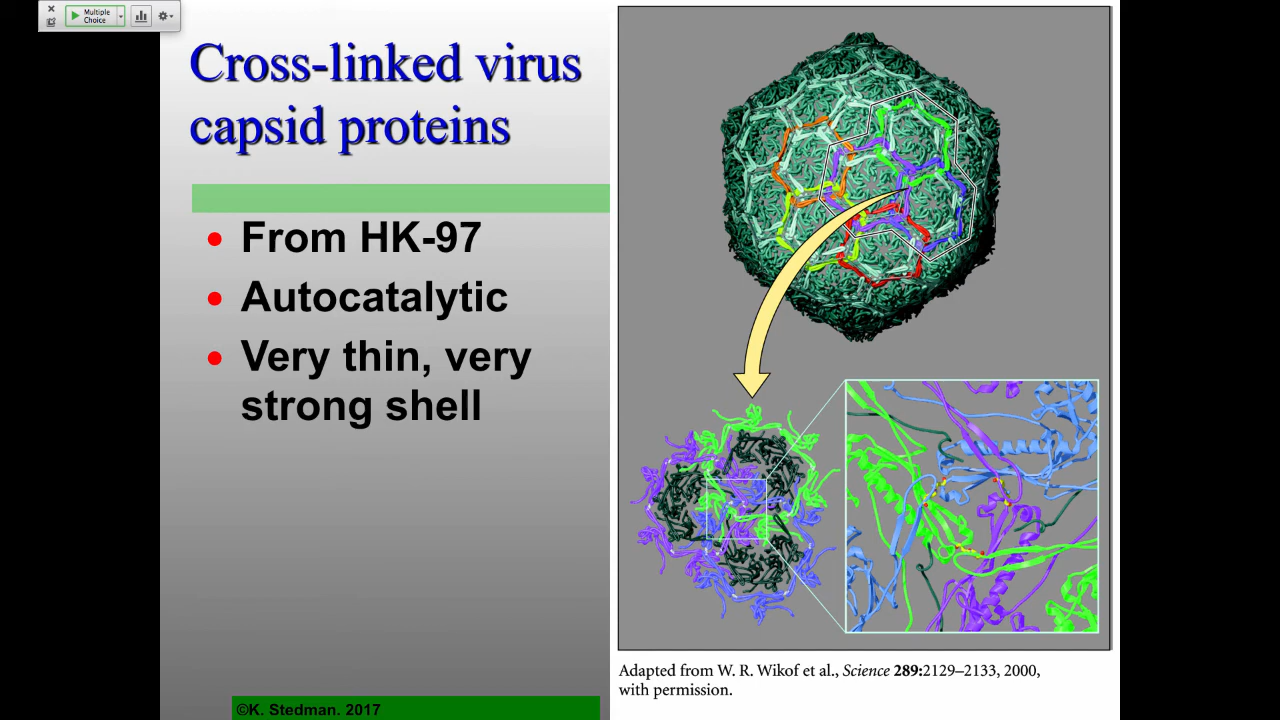 Multiple
Choice
Cross-linked virus
capsid proteins
From HK-97
Autocatalytic
Very thin, very
strong shell
Adapted from W. R. Wikof et al., Science 289:2129–2133, 2000,
with permission.
©K. Stedman. 2017